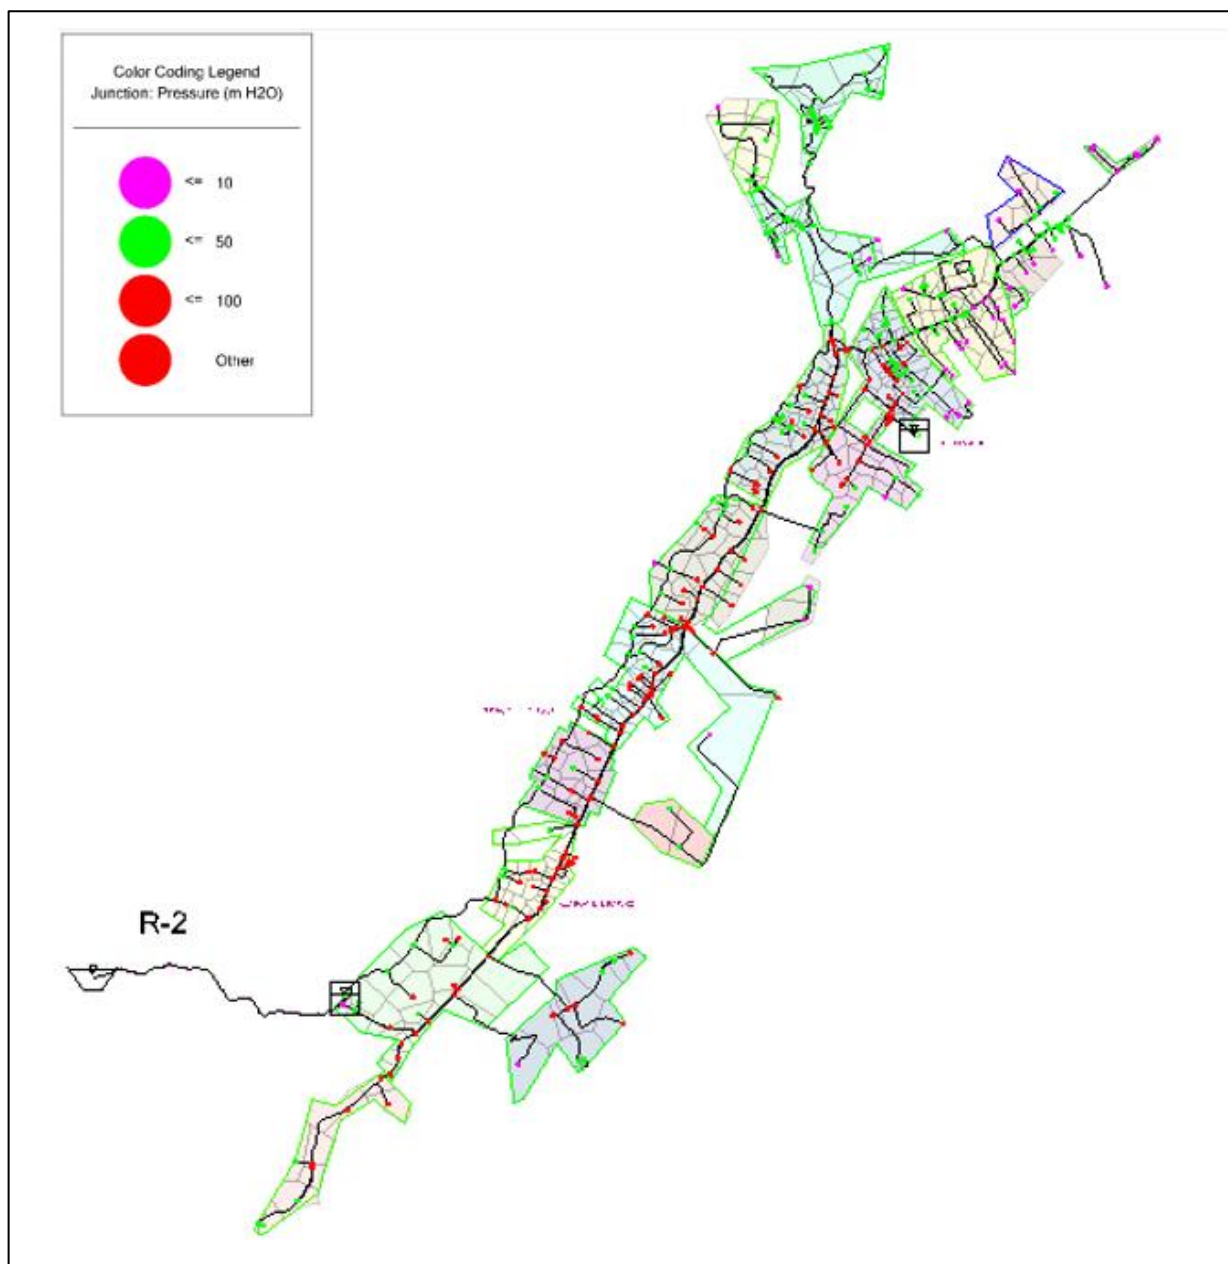 Color Coding Legend
Junction: Pressure (m H2O)
<= 10
<= 50
<= 100
Other
R-2